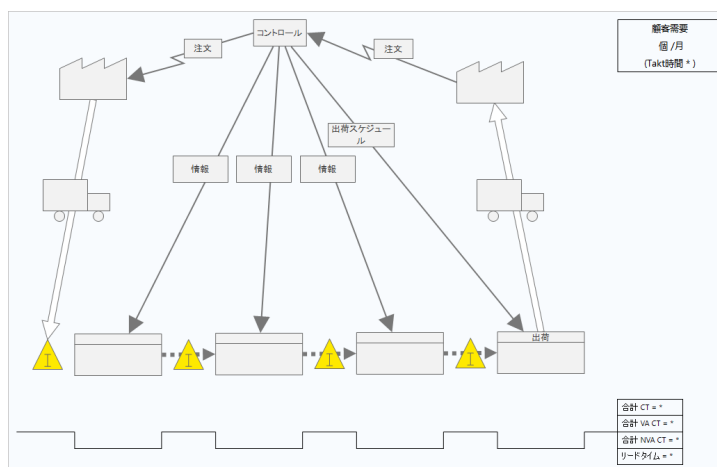 コントロール
注文
注文
顧客需要
個 /月
(Takt時間 * )
出荷スケジュー
ル
情報
情報
情報
出荷
合計 CT = *
合計 VA CT = *
合計 NVA CT = *
リードタイム = *